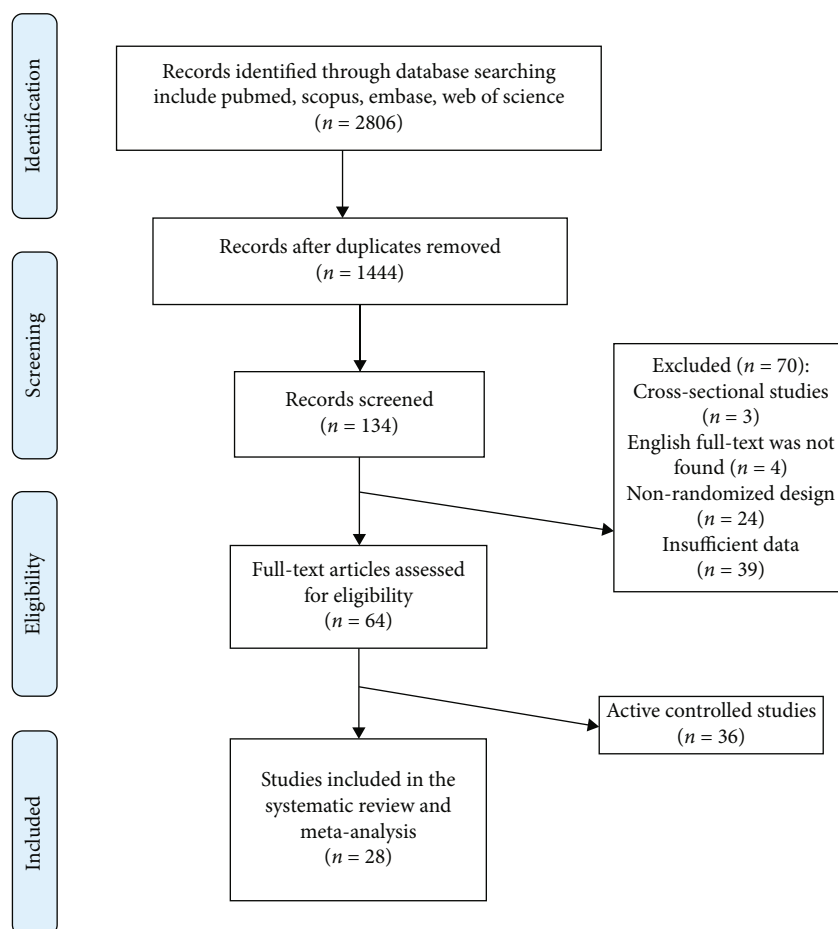 Identification
Records identified through database searching
include pubmed, scopus, embase, web of science
(n = 2806)
Records after duplicates removed
(n = 1444)
Screening
Records screened
(n = 134)
Excluded (n = 70):
Cross-sectional studies
(n = 3)
English full-text was not
found (n = 4)
Non-randomized design
(n = 24)
Insufficient data
(n = 39)
Eligibility
Full-text articles assessed
for eligibility
(n = 64)
Active controlled studies
(n = 36)
Included
Studies included in the
systematic review and
meta-analysis
(n = 28)